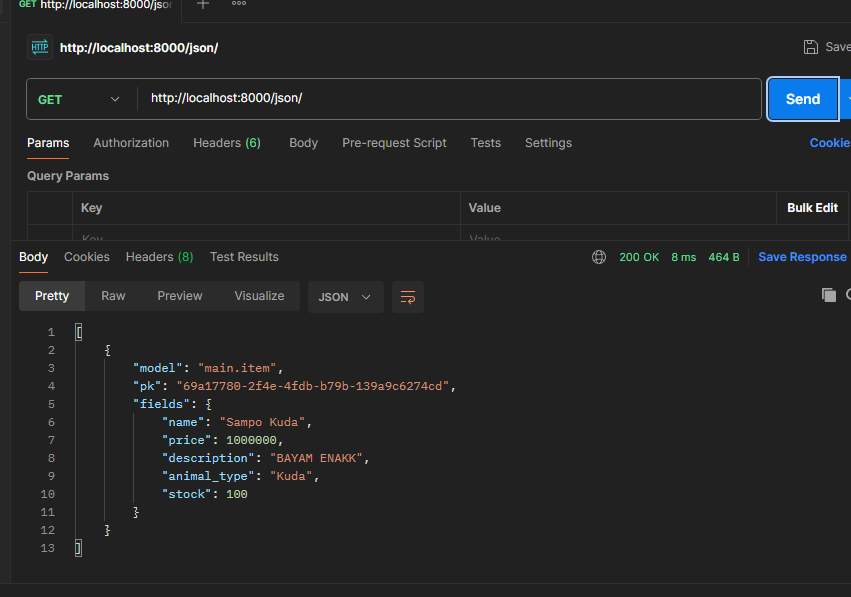 GET http://localhost:8000/jsor
HTTP http://localhost:8000/json/
Save
GET http://localhost:8000/json/ Send
Params Authorization Headers (6) Body Pre-request Script Tests Settings Cookie
Query Params
Key Value Bulk Edit
Key Value
Body Cookies Headers (8) Test Results 200 OK 8 ms 464 B Save Response
Pretty Raw Preview Visualize JSON
1 [
2 {
3 "model": "main.item",
4 "pk": "69a17780-2f4e-4fdb-b79b-139a9c6274cd",
5 "fields": {
6 "name": "Sampo Kuda",
7 "price": 1000000,
8 "description": "BAYAM ENAKK",
9 "animal_type": "Kuda",
10 "stock": 100
11 }
12 }
13 ]